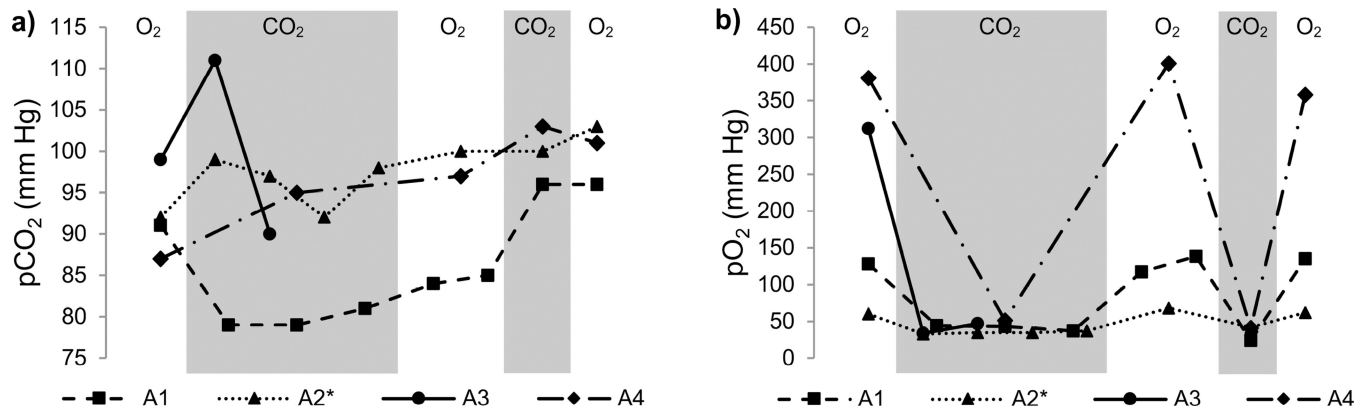 a)
O₂ CO₂ O₂ CO₂ O₂
pCO₂ (mm Hg)
115
110
105
100
95
90
85
80
75
A1 A2* A3 A4
b)
O₂ CO₂ O₂ CO₂ O₂
pO₂ (mm Hg)
450
400
350
300
250
200
150
100
50
0
A1 A2* A3 A4